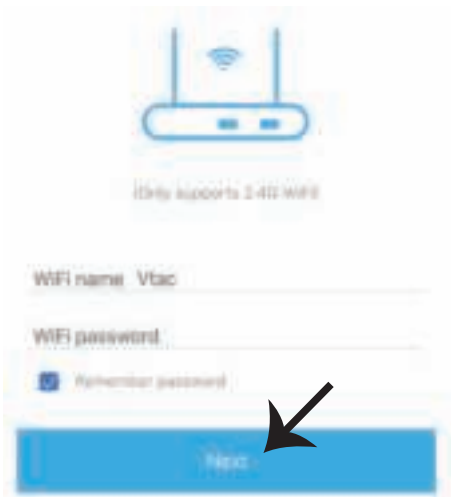 (Only supports 2.4G WiFi)
WiFi name Vtac
WiFi password
Remember password
Next